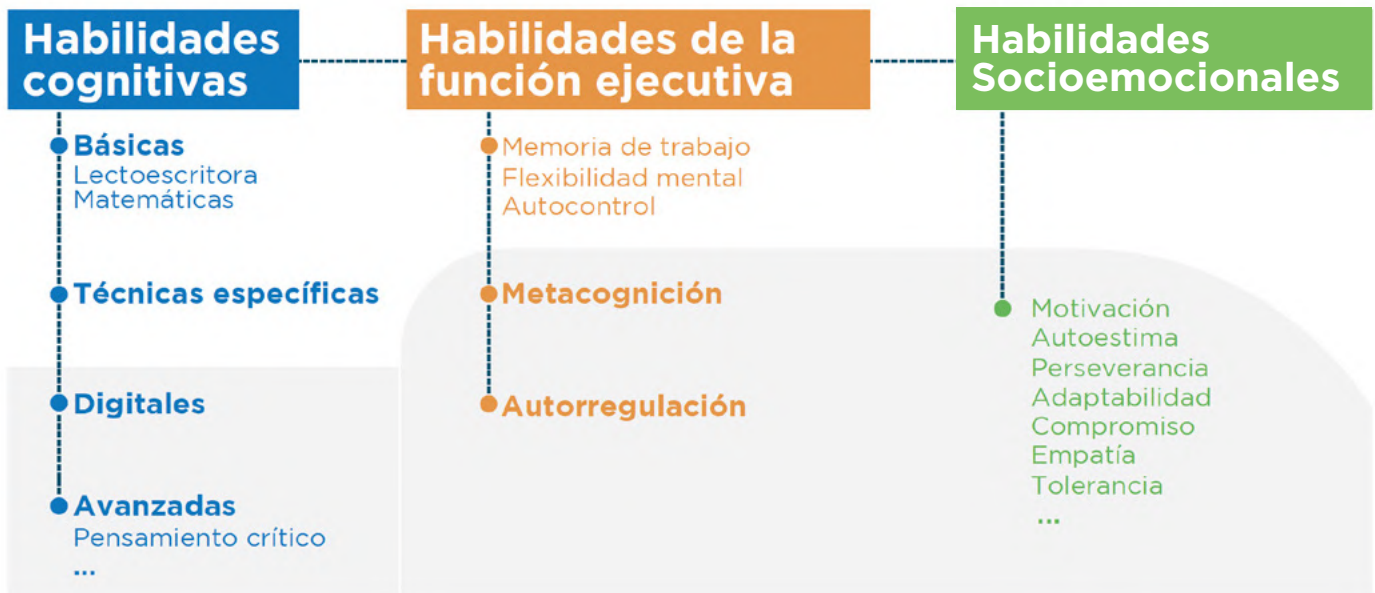 Habilidades
cognitivas
Básicas
Lectoescritora
Matemáticas
Técnicas específicas
Digitales
Avanzadas
Pensamiento crítico
...
Habilidades de la
función ejecutiva
Memoria de trabajo
Flexibilidad mental
Autocontrol
Metacognición
Autorregulación
Habilidades
Socioemocionales
Motivación
Autoestima
Perseverancia
Adaptabilidad
Compromiso
Empatía
Tolerancia
...